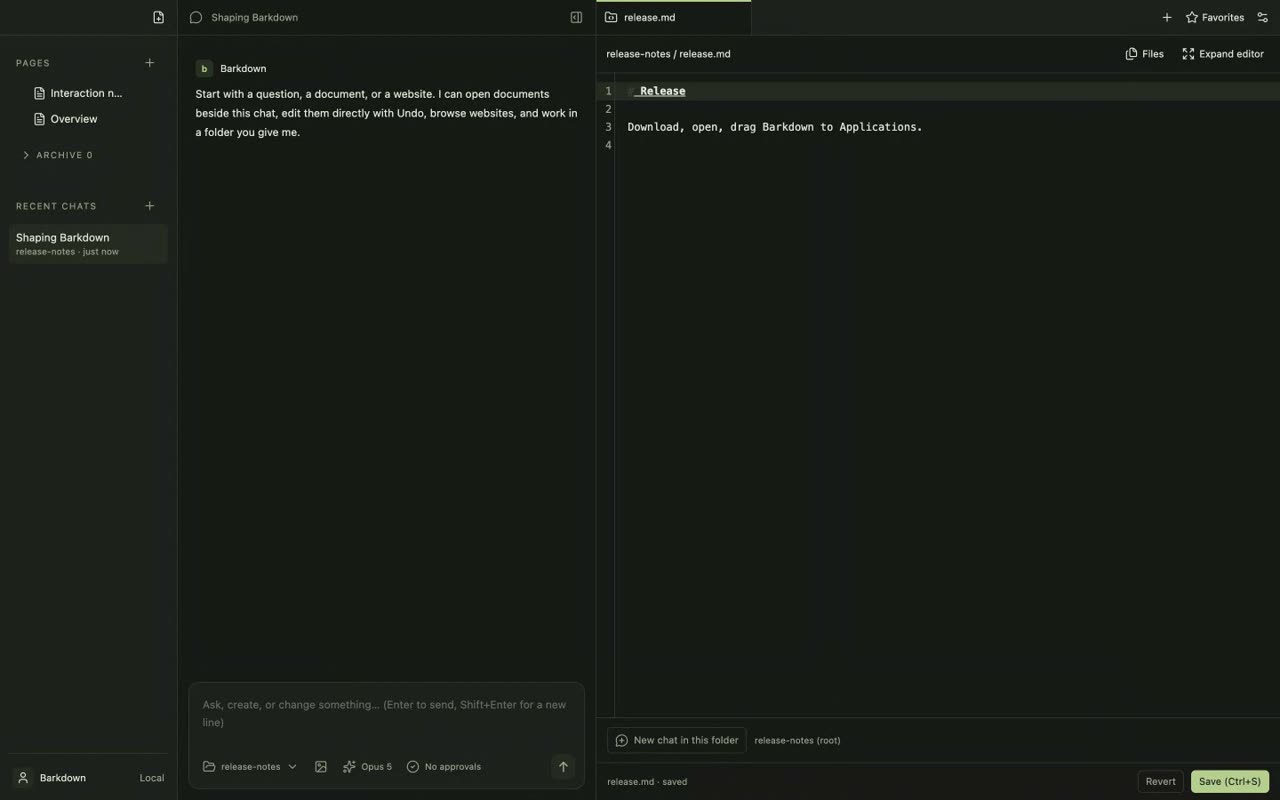 Shaping Barkdown
release.md
Favorites
PAGES
release-notes / release.md
Files
Expand editor
Interaction n...
Overview
ARCHIVE 0
RECENT CHATS
Shaping Barkdown
release-notes · just now
b Barkdown
Start with a question, a document, or a website. I can open documents
beside this chat, edit them directly with Undo, browse websites, and work in
a folder you give me.
1 # Release
2
3 Download, open, drag Barkdown to Applications.
4
Ask, create, or change something... (Enter to send, Shift+Enter for a new
line)
release-notes
Opus 5
No approvals
New chat in this folder
release-notes (root)
Barkdown
Local
release.md · saved
Revert
Save (Ctrl+S)